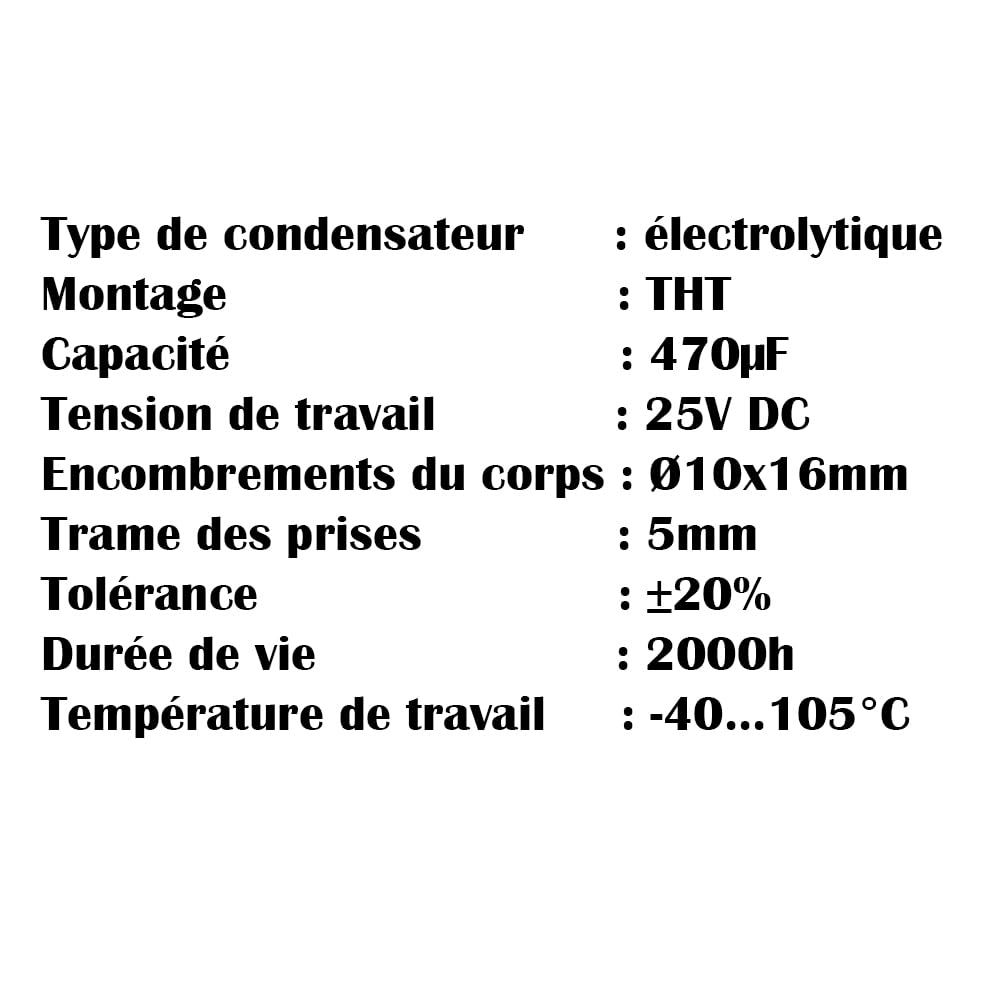 Type de condensateur : électrolytique
Montage : THT
Capacité : 470µF
Tension de travail : 25V DC
Encombrements du corps : Ø10x16mm
Trame des prises : 5mm
Tolérance : ±20%
Durée de vie : 2000h
Température de travail : -40...105°C